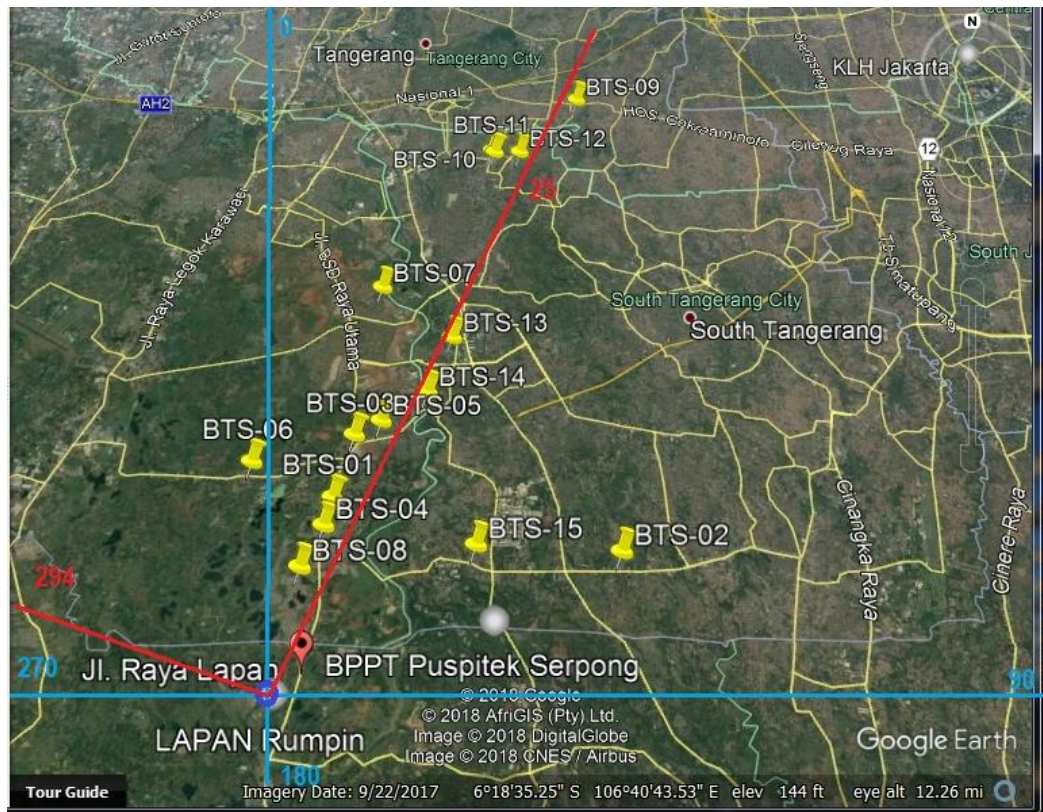 0
N
Tangerang
Tangerang City
KLH Jakarta
AH2
Nasional 1
BTS-09
HOS. Cokroaminoto
Ciledug Raya
12
BTS-11
BTS-12
BTS -10
25
Jl. Raya Legok-Karawaci
Jl. BSD Raya Utama
BTS-07
South Tangerang City
South Tangerang
Tb Simatupang
South J
BTS-13
BTS-14
BTS-03
BTS-05
BTS-06
BTS-01
BTS-04
BTS-15
BTS-02
BTS-08
Cinangka Raya
Cinere Raya
294
270
Jl. Raya Lapan
BPPT Puspitek Serpong
90
© 2018 Google
© 2018 AfriGIS (Pty) Ltd.
LAPAN Rumpin
Image © 2018 DigitalGlobe
Image © 2018 CNES / Airbus
Google Earth
180
Tour Guide
Imagery Date: 9/22/2017 6°18'35.25" S 106°40'43.53" E elev 144 ft eye alt 12.26 mi